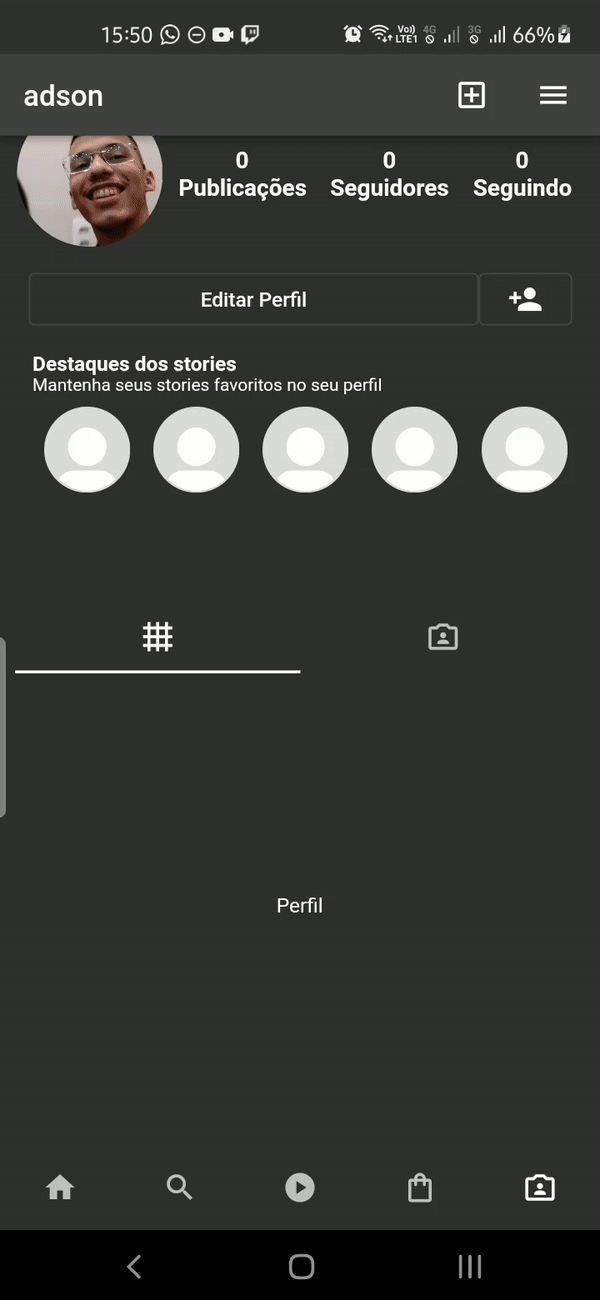 15:50
Vo)) 4G 3G 66%
LTE1
adson
0 0 0
Publicações Seguidores Seguindo
Editar Perfil
Destaques dos stories
Mantenha seus stories favoritos no seu perfil
Perfil